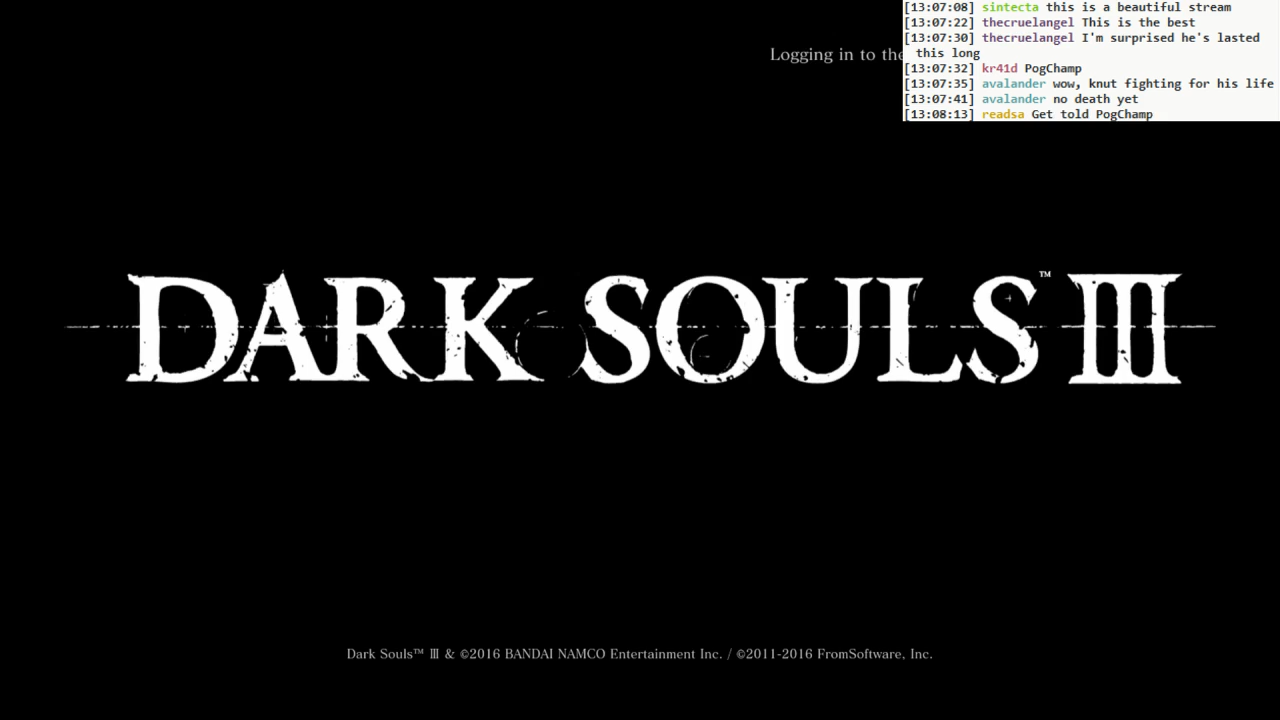 [13:07:08] sintecta this is a beautiful stream
[13:07:22] thecruelangel This is the best
[13:07:30] thecruelangel I'm surprised he's lasted
this long
[13:07:32] kr41d PogChamp
[13:07:35] avalander wow, knut fighting for his life
[13:07:41] avalander no death yet
[13:08:13] readsa Get told PogChamp
Logging in to the
DARK SOULS™ III
Dark Souls™ III & ©2016 BANDAI NAMCO Entertainment Inc. / ©2011-2016 FromSoftware, Inc.